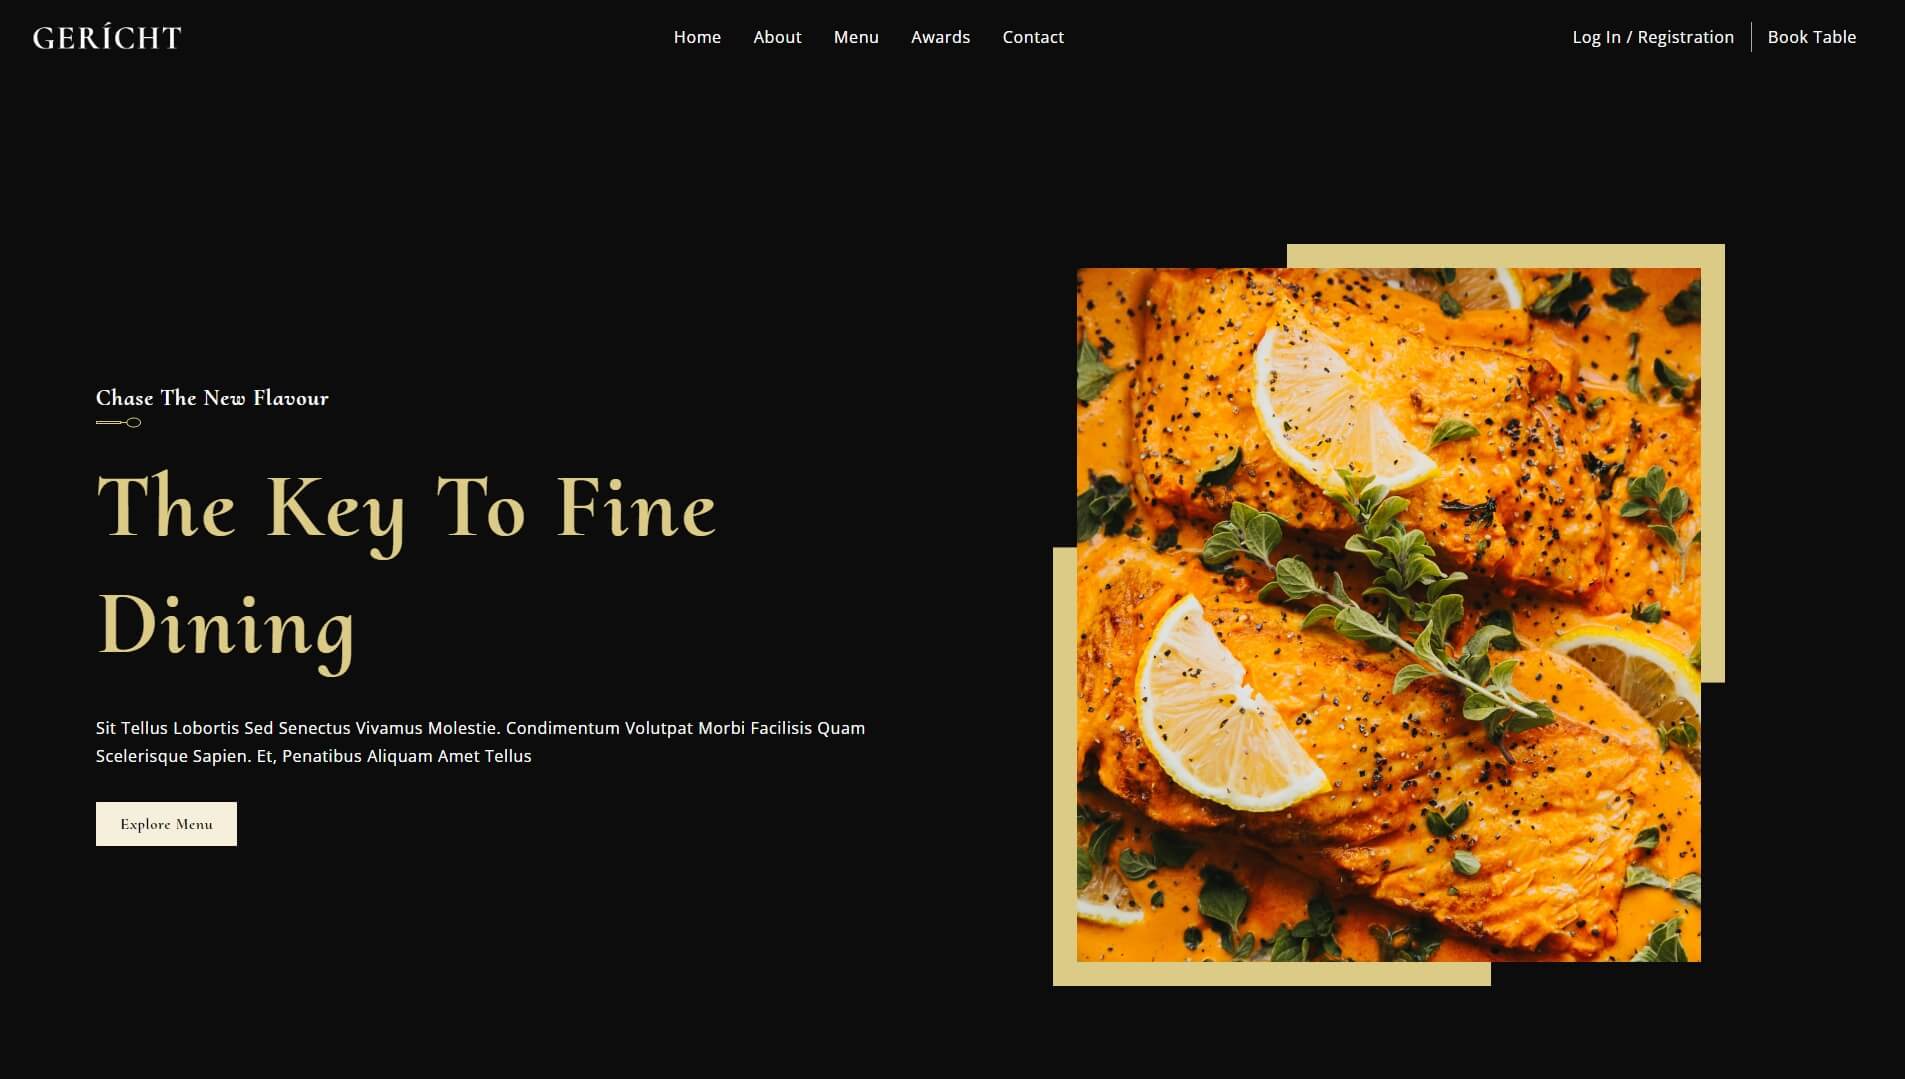 GERÍCHT
Home About Menu Awards Contact
Log In / Registration Book Table
Chase The New Flavour
The Key To Fine
Dining
Sit Tellus Lobortis Sed Senectus Vivamus Molestie. Condimentum Volutpat Morbi Facilisis Quam
Scelerisque Sapien. Et, Penatibus Aliquam Amet Tellus
Explore Menu